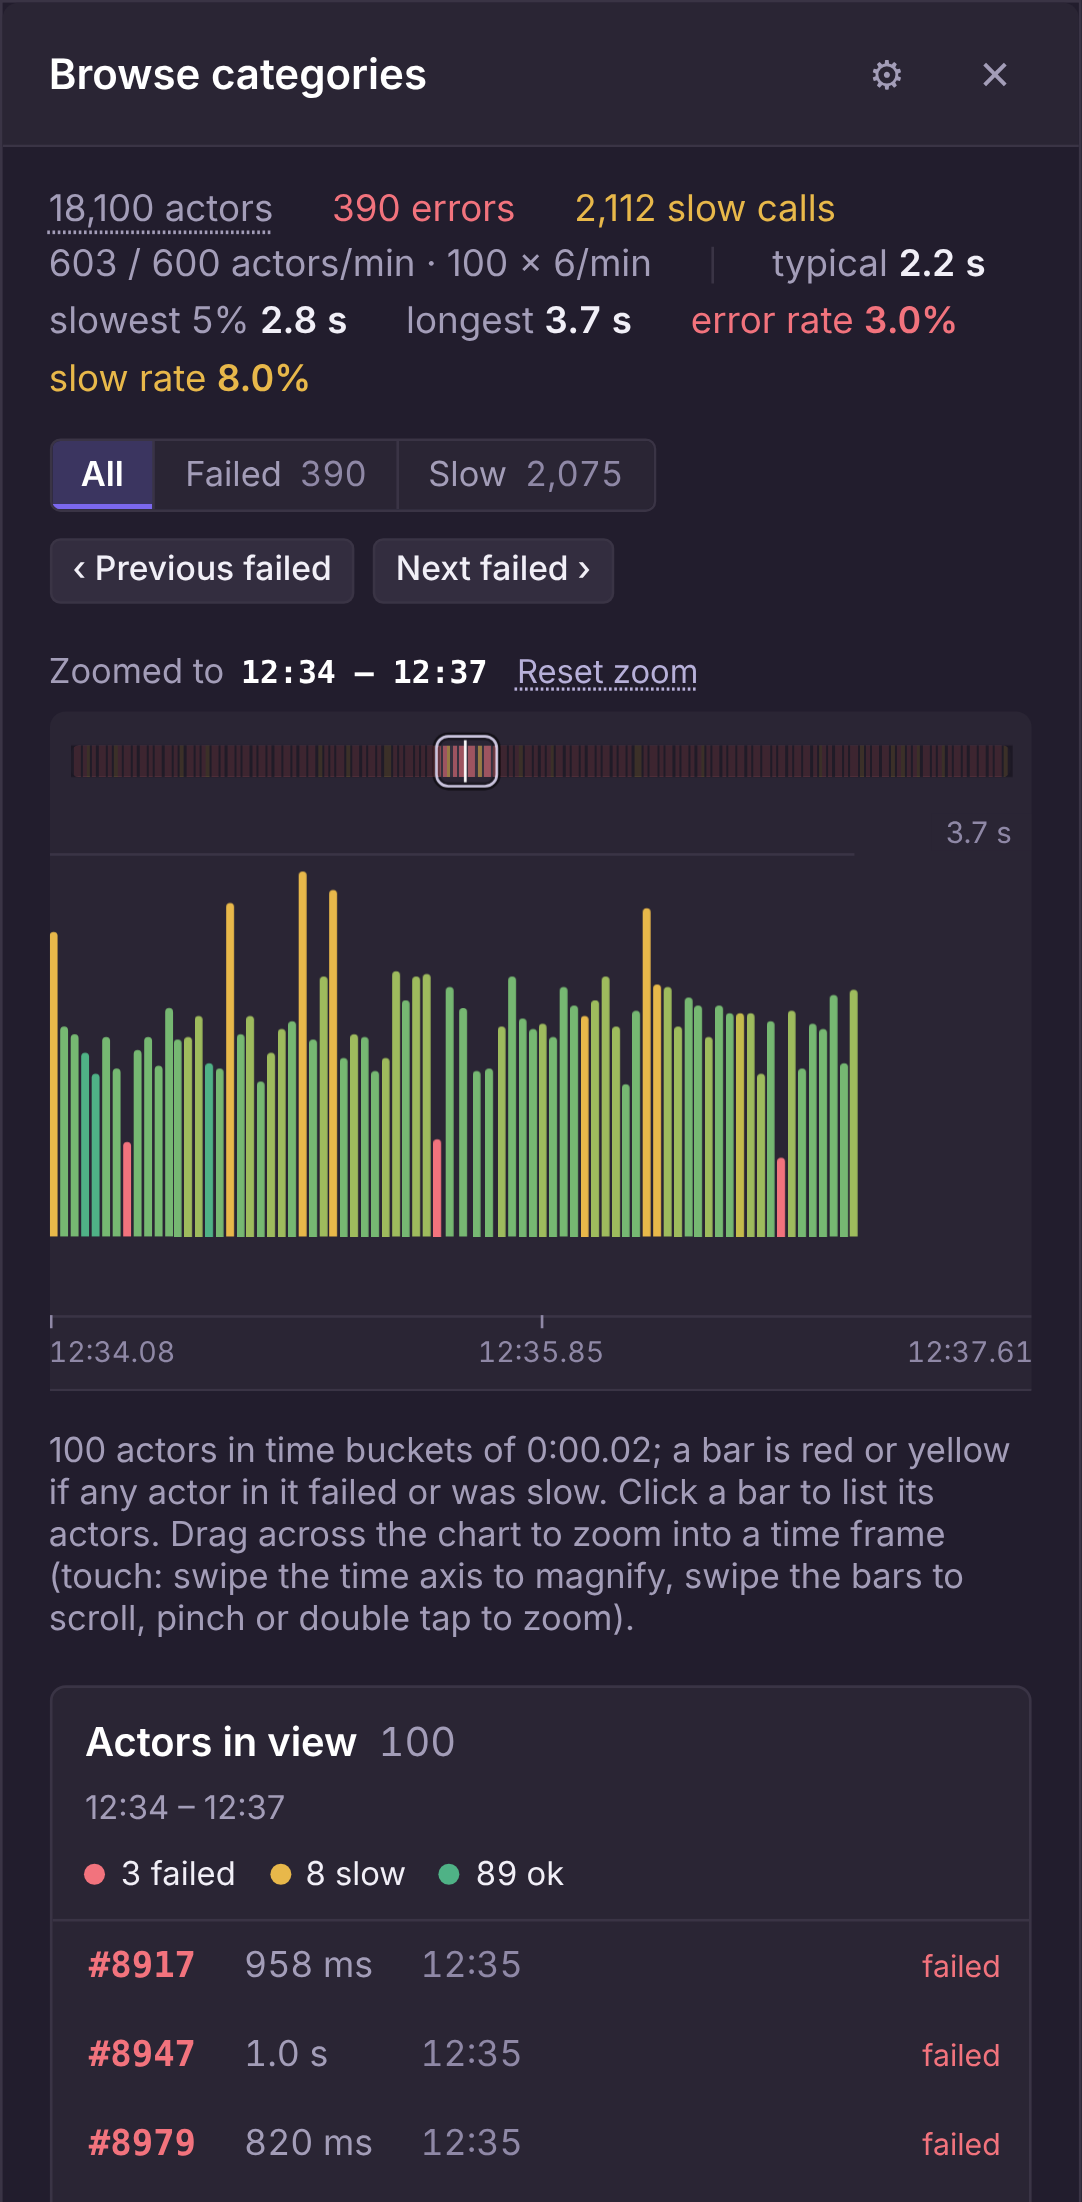 Browse categories
18,100 actors 390 errors 2,112 slow calls
603 / 600 actors/min · 100 × 6/min typical 2.2 s
slowest 5% 2.8 s longest 3.7 s error rate 3.0%
slow rate 8.0%
All Failed 390 Slow 2,075
‹ Previous failed Next failed ›
Zoomed to 12:34 – 12:37 Reset zoom
3.7 s
12:34.08 12:35.85 12:37.61
100 actors in time buckets of 0:00.02; a bar is red or yellow
if any actor in it failed or was slow. Click a bar to list its
actors. Drag across the chart to zoom into a time frame
(touch: swipe the time axis to magnify, swipe the bars to
scroll, pinch or double tap to zoom).
Actors in view 100
12:34 – 12:37
3 failed 8 slow 89 ok
#8917 958 ms 12:35 failed
#8947 1.0 s 12:35 failed
#8979 820 ms 12:35 failed